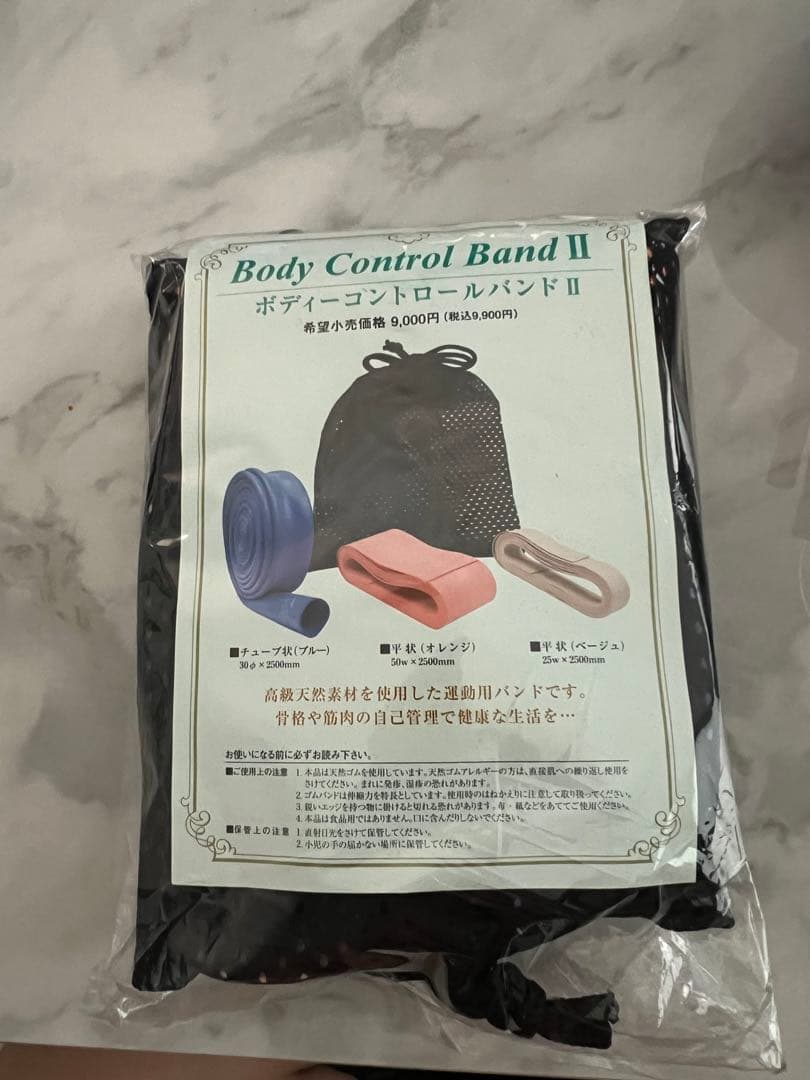 Body Control Band II
ボディーコントロールバンドII
希望小売価格 9,000円 (税込9,900円)
■チューブ状(ブルー)
30φ×2500mm
■平状(オレンジ)
50w×2500mm
■平状(ベージュ)
25w×2500mm
高級天然素材を使用した運動用バンドです。
骨格や筋肉の自己管理で健康な生活を…
お使いになる前に必ずお読み下さい。
■ご使用上の注意 1. 本品は天然ゴムを使用しています。天然ゴムアレルギーの方は、直接肌への繰り返し使用を
さけてください。まれに発疹、湿疹の恐れがあります。
2. ゴムバンドは伸縮力を特長としています。使用時のはねかえりに注意して取り扱ってください。
3. 鋭いエッジを持つ物に掛けると切れる恐れがあります。布・紙などをあててご使用ください。
4. 本品は食品用ではありません。口に含んだりしないでください。
■保管上の注意 1. 直射日光をさけて保管してください。
2. 小児の手の届かない場所に保管してください。